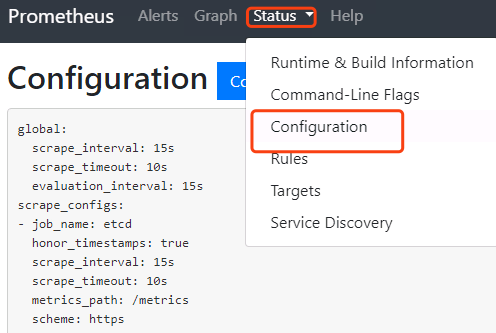 Prometheus Alerts Graph Status Help
Configuration Co
Runtime & Build Information
Command-Line Flags
Configuration
Rules
Targets
Service Discovery
global:
  scrape_interval: 15s
  scrape_timeout: 10s
  evaluation_interval: 15s
scrape_configs:
- job_name: etcd
  honor_timestamps: true
  scrape_interval: 15s
  scrape_timeout: 10s
  metrics_path: /metrics
  scheme: https